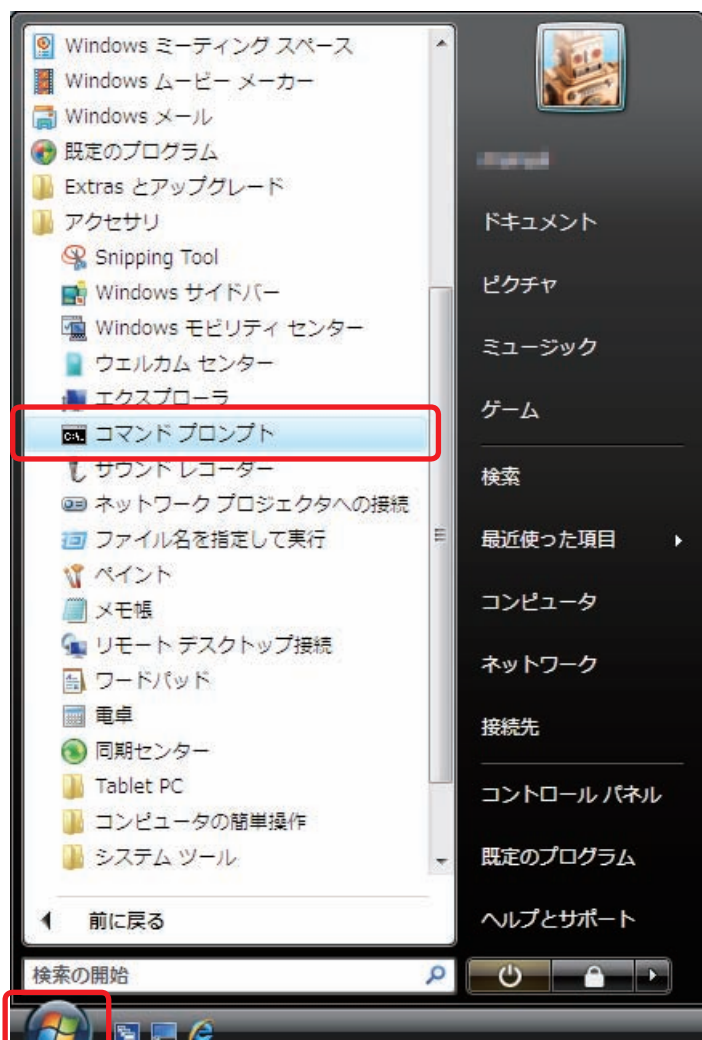 Windows ミーティング スペース
Windows ムービー メーカー
Windows メール
既定のプログラム
Extras とアップグレード
アクセサリ
Snipping Tool
Windows サイドバー
Windows モビリティ センター
ウェルカム センター
エクスプローラ
コマンド プロンプト
サウンド レコーダー
ネットワーク プロジェクタへの接続
ファイル名を指定して実行
ペイント
メモ帳
リモート デスクトップ接続
ワードパッド
電卓
同期センター
Tablet PC
コンピュータの簡単操作
システム ツール
前に戻る
検索の開始
ドキュメント
ピクチャ
ミュージック
ゲーム
検索
最近使った項目
コンピュータ
ネットワーク
接続先
コントロール パネル
既定のプログラム
ヘルプとサポート